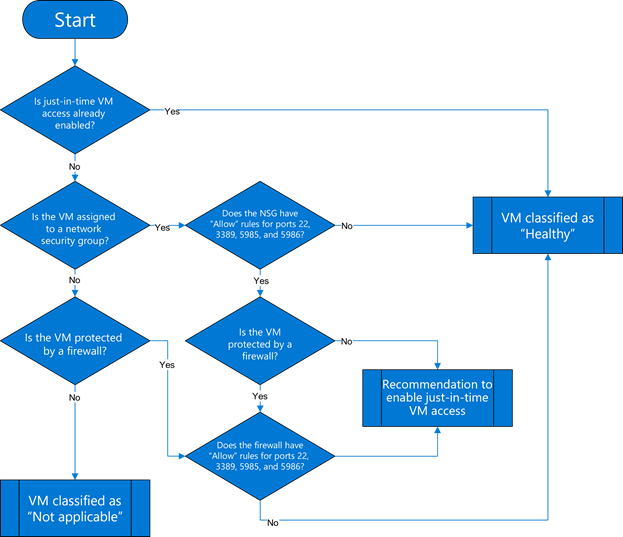 Start
Is just-in-time VM
access already
enabled?
Yes
No
Is the VM assigned
to a network
security group?
Yes
Does the NSG have
"Allow" rules for ports 22,
3389, 5985, and 5986?
No
VM classified as
“Healthy”
No
Yes
Is the VM protected
by a firewall?
Yes
Is the VM
protected by a
firewall?
No
Recommendation to
enable just-in-time
VM access
No
Yes
Does the firewall have
"Allow" rules for ports 22,
3389, 5985, and 5986?
VM classified as
“Not applicable”
No